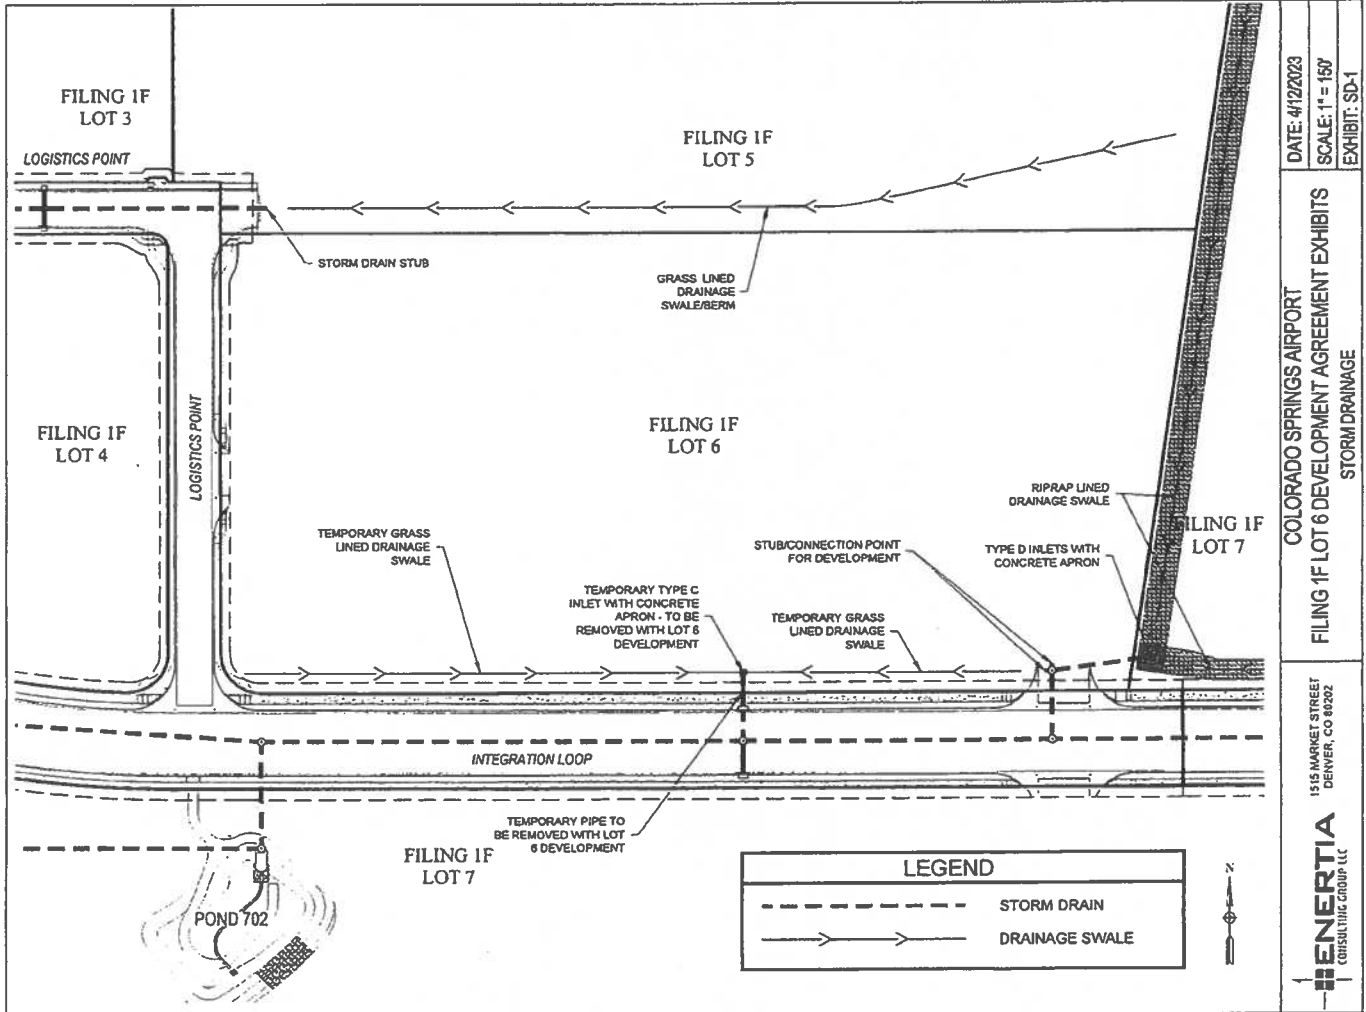 FILING 1F
LOT 3
LOGISTICS POINT
FILING 1F
LOT 5
STORM DRAIN STUB
GRASS LINED
DRAINAGE
SWALE/BERM
FILING 1F
LOT 4
LOGISTICS POINT
FILING 1F
LOT 6
RIPRAP LINED
DRAINAGE SWALE
FILING 1F
LOT 7
TEMPORARY GRASS
LINED DRAINAGE
SWALE
STUB/CONNECTION POINT
FOR DEVELOPMENT
TYPE D INLETS WITH
CONCRETE APRON
TEMPORARY TYPE C
INLET WITH CONCRETE
APRON - TO BE
REMOVED WITH LOT 6
DEVELOPMENT
TEMPORARY GRASS
LINED DRAINAGE
SWALE
INTEGRATION LOOP
TEMPORARY PIPE TO
BE REMOVED WITH LOT
6 DEVELOPMENT
FILING 1F
LOT 7
POND 702
LEGEND
STORM DRAIN
DRAINAGE SWALE
N
DATE: 4/12/2023
SCALE: 1" = 150'
EXHIBIT: SD-1
COLORADO SPRINGS AIRPORT
FILING 1F LOT 6 DEVELOPMENT AGREEMENT EXHIBITS
STORM DRAINAGE
1515 MARKET STREET
DENVER, CO 80202
ENERTIA
CONSULTING GROUP LLC